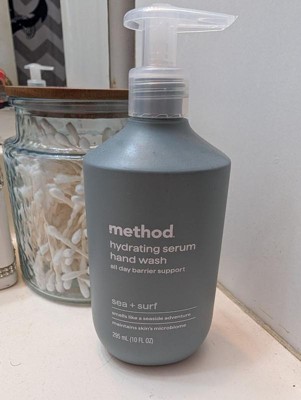 method.
hydrating serum
hand wash
all day barrier support
sea + surf
smells like a seaside adventure
maintains skin's microbiome
295 mL (10 FL OZ)